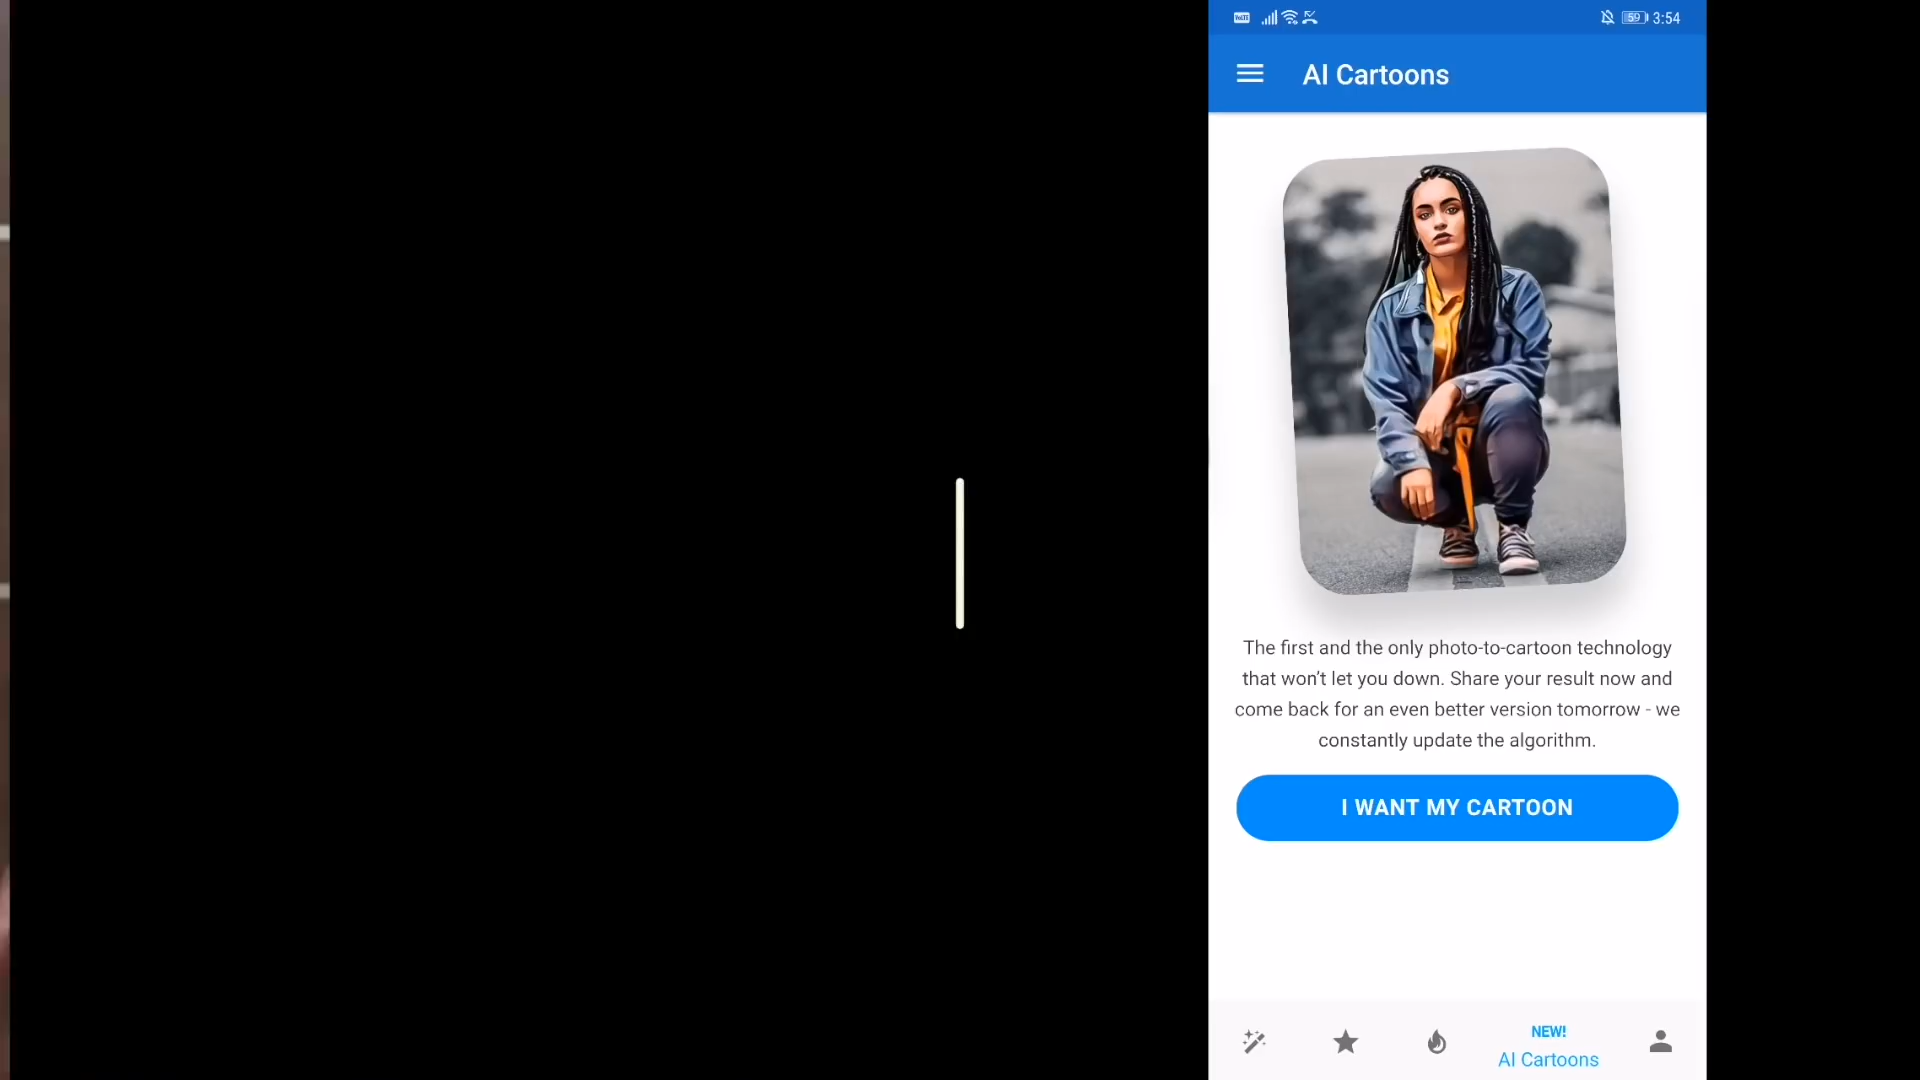 59 3:54
AI Cartoons
The first and the only photo-to-cartoon technology
that won't let you down. Share your result now and
come back for an even better version tomorrow - we
constantly update the algorithm.
I WANT MY CARTOON
NEW!
AI Cartoons